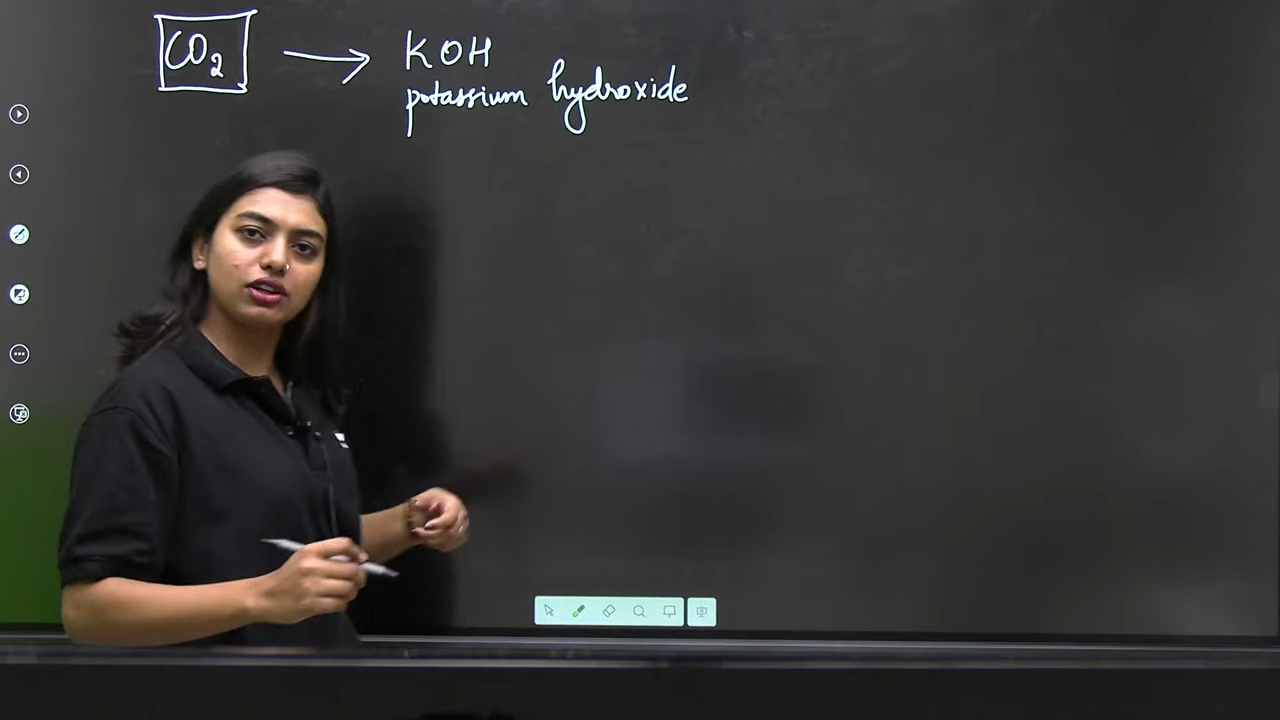 CO₂ → KOH
potassium hydroxide